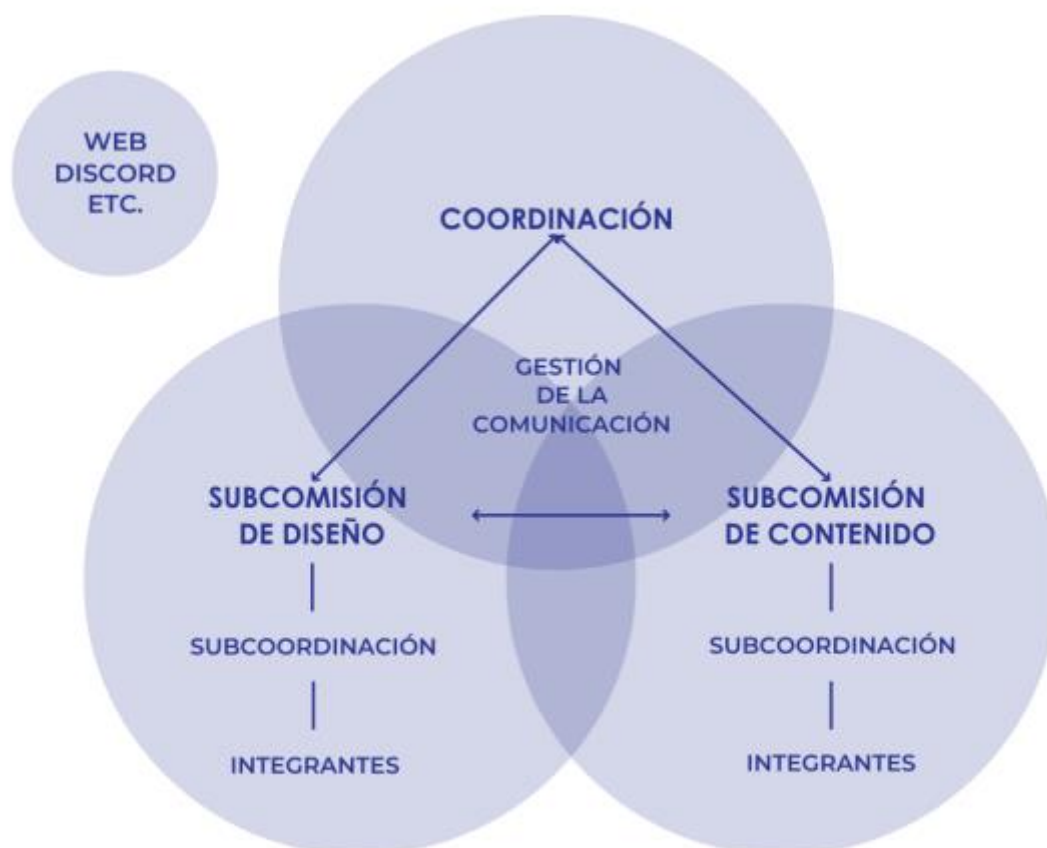 WEB
DISCORD
ETC.
COORDINACIÓN
GESTIÓN
DE LA
COMUNICACIÓN
SUBCOMISIÓN
DE DISEÑO
SUBCOORDINACIÓN
INTEGRANTES
SUBCOMISIÓN
DE CONTENIDO
SUBCOORDINACIÓN
INTEGRANTES